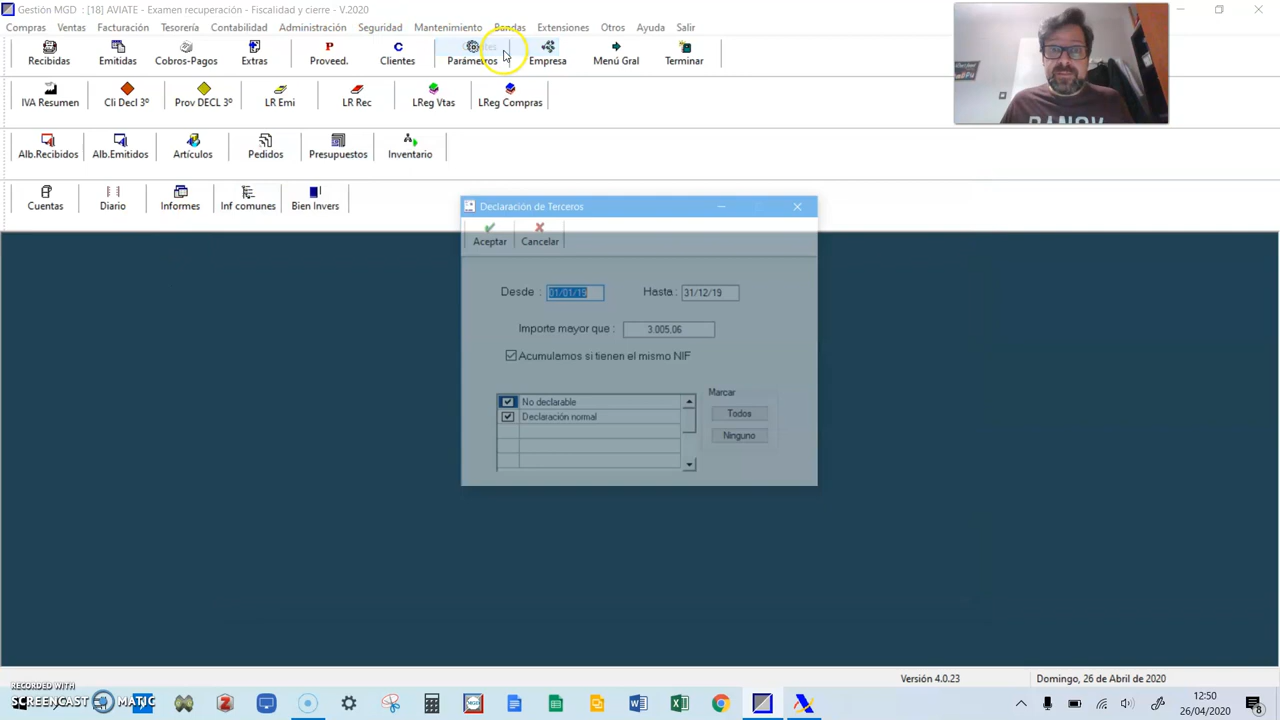 Gestión MGD : [18] AVIATE - Examen recuperación - Fiscalidad y cierre - V.2020
Compras Ventas Facturación Tesorería Contabilidad Administración Seguridad Mantenimiento Bandas Extensiones Otros Ayuda Salir
Recibidas Emitidas Cobros-Pagos Extras P Proveed. C Clientes Parámetros Empresa Menú Gral Terminar
IVA Resumen Cli Decl 3º Prov DECL 3º LR Emi LR Rec LReg Vtas LReg Compras
Alb.Recibidos Alb.Emitidos Artículos Pedidos Presupuestos Inventario
Cuentas Diario Informes Inf comunes Bien Invers
Declaración de Terceros
Aceptar Cancelar
Desde : 01/01/19 Hasta : 31/12/19
Importe mayor que : 3.005.06
Acumulamos si tienen el mismo NIF
Marcar
No declarable
Todos
Declaración normal
Ninguno
Versión 4.0.23 Domingo, 26 de Abril de 2020
RECORDED WITH
SCREENCAST MATIC
12:50
26/04/2020
8